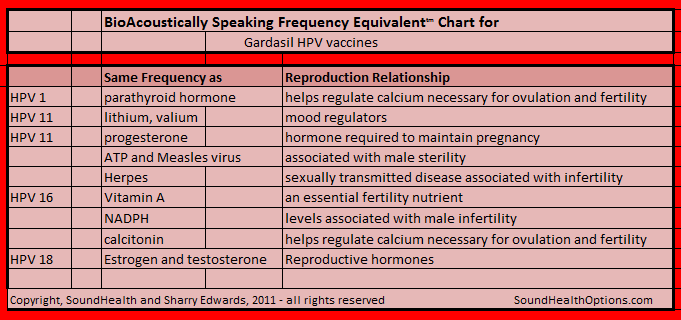 BioAcoustically Speaking Frequency Equivalent™ Chart for
Gardasil HPV vaccines
Same Frequency as Reproduction Relationship
HPV 1 parathyroid hormone helps regulate calcium necessary for ovulation and fertility
HPV 11 lithium, valium mood regulators
HPV 11 progesterone hormone required to maintain pregnancy
ATP and Measles virus associated with male sterility
Herpes sexually transmitted disease associated with infertility
HPV 16 Vitamin A an essential fertility nutrient
NADPH levels associated with male infertility
calcitonin helps regulate calcium necessary for ovulation and fertility
HPV 18 Estrogen and testosterone Reproductive hormones
Copyright, SoundHealth and Sharry Edwards, 2011 - all rights reserved SoundHealthOptions.com